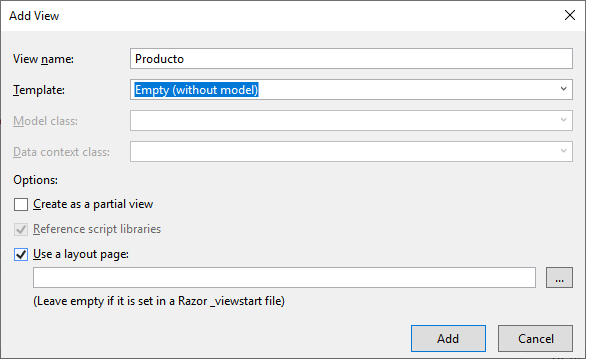 Add View
View name:
Producto
Template:
Empty (without model)
Model class:
Data context class:
Options:
Create as a partial view
Reference script libraries
Use a layout page:
...
(Leave empty if it is set in a Razor _viewstart file)
Add
Cancel